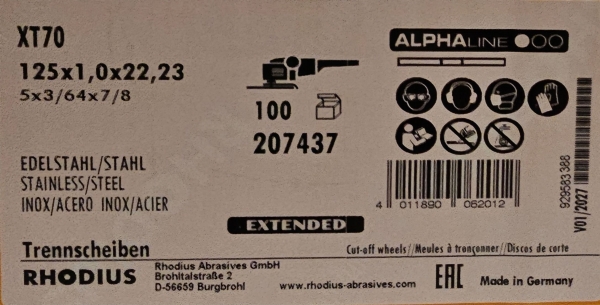 XT70
125x1,0x22,23
5x3/64x7/8
100
207437
ALPHALINE
EDELSTAHL/STAHL
STAINLESS/STEEL
INOX/ACERO INOX/ACIER
EXTENDED
4 011890 062012
929583388
V01/2027
Trennscheiben
Cut-off wheels//Meules à tronçonner//Discos de corte
RHODIUS
Rhodius Abrasives GmbH
Brohltalstraße 2
D-56659 Burgbrohl
www.rhodius-abrasives.com
EAC
Made in Germany